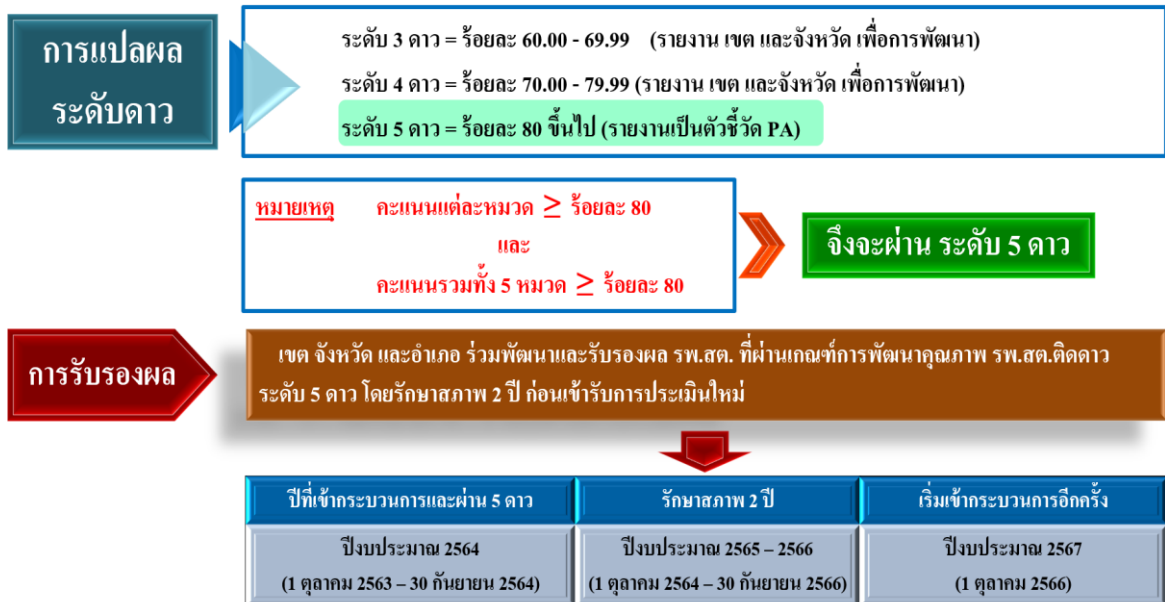 การแปลผล
ระดับดาว
ระดับ 3 ดาว = ร้อยละ 60.00 - 69.99 (รายงาน เขต และจังหวัด เพื่อการพัฒนา)
ระดับ 4 ดาว = ร้อยละ 70.00 - 79.99 (รายงาน เขต และจังหวัด เพื่อการพัฒนา)
ระดับ 5 ดาว = ร้อยละ 80 ขึ้นไป (รายงานเป็นตัวชี้วัด PA)
หมายเหตุ คะแนนแต่ละหมวด ≥ ร้อยละ 80
และ
คะแนนรวมทั้ง 5 หมวด ≥ ร้อยละ 80
จึงจะผ่าน ระดับ 5 ดาว
การรับรองผล
เขต จังหวัด และอำเภอ ร่วมพัฒนาและรับรองผล รพ.สต. ที่ผ่านเกณฑ์การพัฒนาคุณภาพ รพ.สต.ติดดาว
ระดับ 5 ดาว โดยรักษาสภาพ 2 ปี ก่อนเข้ารับการประเมินใหม่
ปีที่เข้ากระบวนการและผ่าน 5 ดาว
รักษาสภาพ 2 ปี
เริ่มเข้ากระบวนการอีกครั้ง
ปีงบประมาณ 2564
(1 ตุลาคม 2563 – 30 กันยายน 2564)
ปีงบประมาณ 2565 – 2566
(1 ตุลาคม 2564 – 30 กันยายน 2566)
ปีงบประมาณ 2567
(1 ตุลาคม 2566)